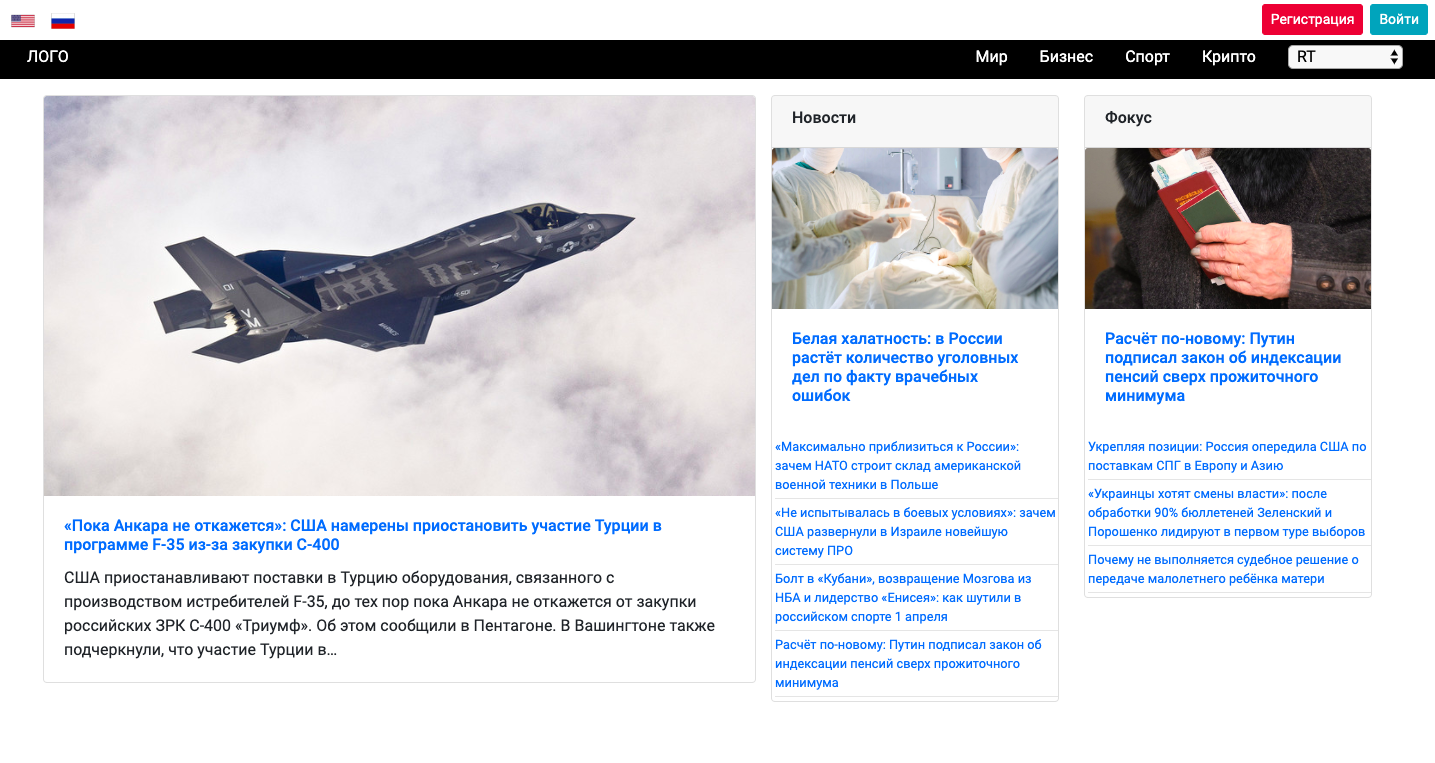 Регистрация
Войти
ЛОГО
Мир
Бизнес
Спорт
Крипто
RT
«Пока Анкара не откажется»: США намерены приостановить участие Турции в
программе F-35 из-за закупки С-400
США приостанавливают поставки в Турцию оборудования, связанного с
производством истребителей F-35, до тех пор пока Анкара не откажется от закупки
российских ЗРК С-400 «Триумф». Об этом сообщили в Пентагоне. В Вашингтоне также
подчеркнули, что участие Турции в…
Новости
Белая халатность: в России
растёт количество уголовных
дел по факту врачебных
ошибок
«Максимально приблизиться к России»:
зачем НАТО строит склад американской
военной техники в Польше
«Не испытывалась в боевых условиях»: зачем
США развернули в Израиле новейшую
систему ПРО
Болт в «Кубани», возвращение Мозгова из
НБА и лидерство «Енисея»: как шутили в
российском спорте 1 апреля
Расчёт по-новому: Путин подписал закон об
индексации пенсий сверх прожиточного
минимума
Фокус
Расчёт по-новому: Путин
подписал закон об индексации
пенсий сверх прожиточного
минимума
Укрепляя позиции: Россия опередила США по
поставкам СПГ в Европу и Азию
«Украинцы хотят смены власти»: после
обработки 90% бюллетеней Зеленский и
Порошенко лидируют в первом туре выборов
Почему не выполняется судебное решение о
передаче малолетнего ребёнка матери